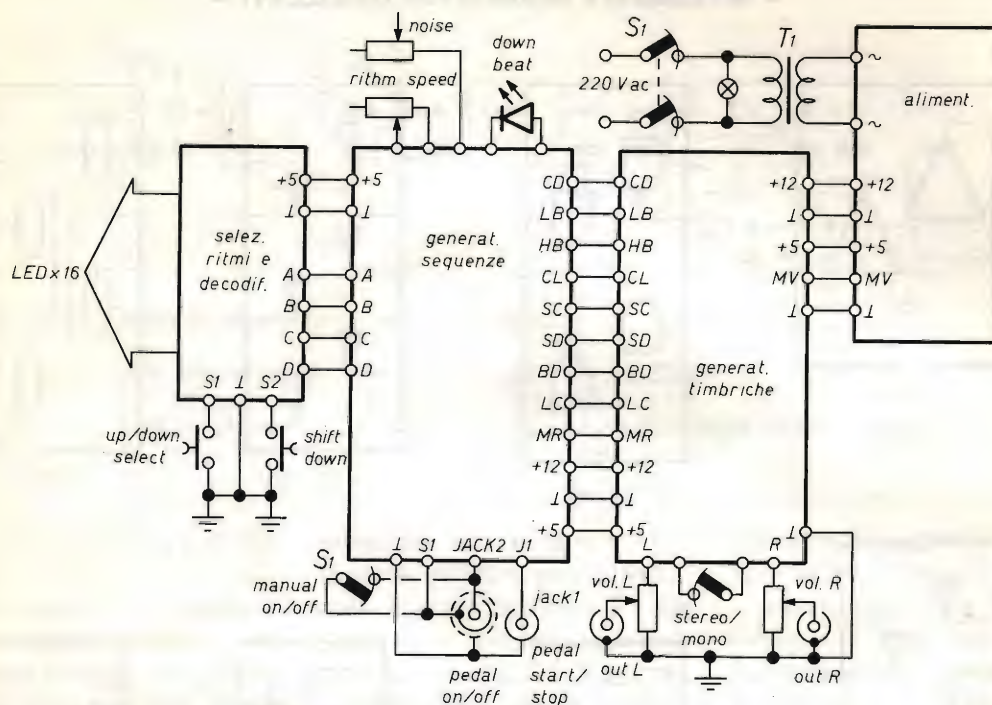 noise
rithm speed
down
beat
S1
220 Vac
T1
~
~
aliment.
LED x 16
selez.
ritmi e
decodif.
+5
⊥
A
B
C
D
S1
⊥
S2
up/down
select
shift
down
generat.
sequenze
+5
⊥
A
B
C
D
CD
LB
HB
CL
SC
SD
BD
LC
MR
+12
⊥
+5
⊥
S1
JACK2
J1
generat.
timbriche
CD
LB
HB
CL
SC
SD
BD
LC
MR
+12
⊥
+5
+12
⊥
+5
MV
⊥
+12
⊥
+5
MV
⊥
L
R
⊥
S1
manual
on/off
jack1
pedal
on/off
pedal
start/
stop
vol. L
out L
stereo/
mono
vol. R
out R